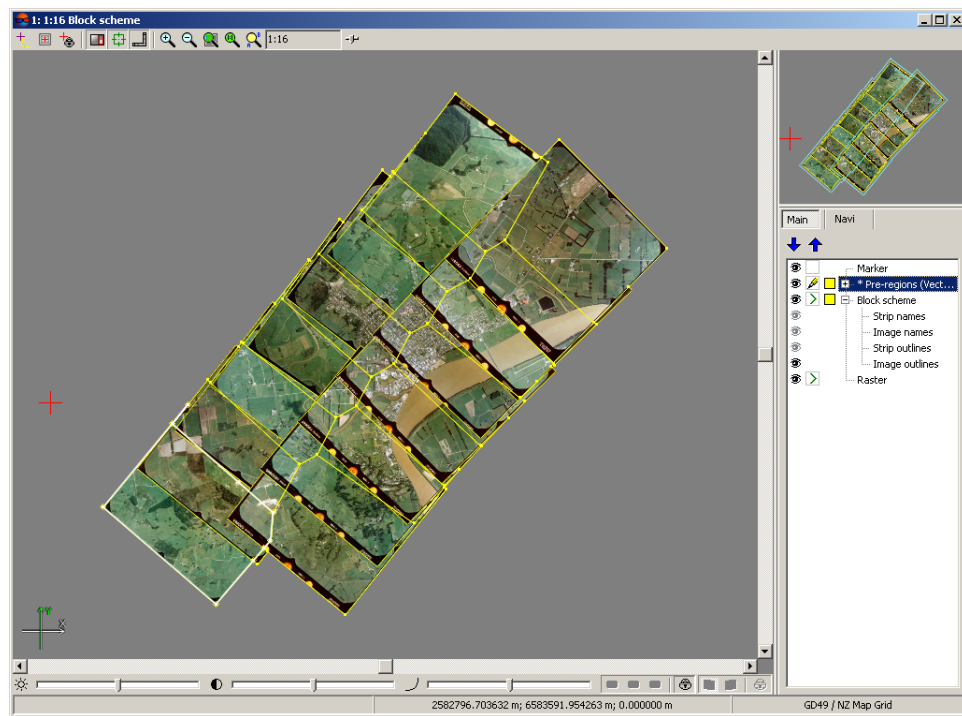 1: 1:16 Block scheme
1:16
Main
Navi
Marker
* Pre-regions (Vect...
Block scheme
Strip names
Image names
Strip outlines
Image outlines
Raster
Y
X
2582796.703632 m; 6583591.954263 m; 0.000000 m
GD49 / NZ Map Grid